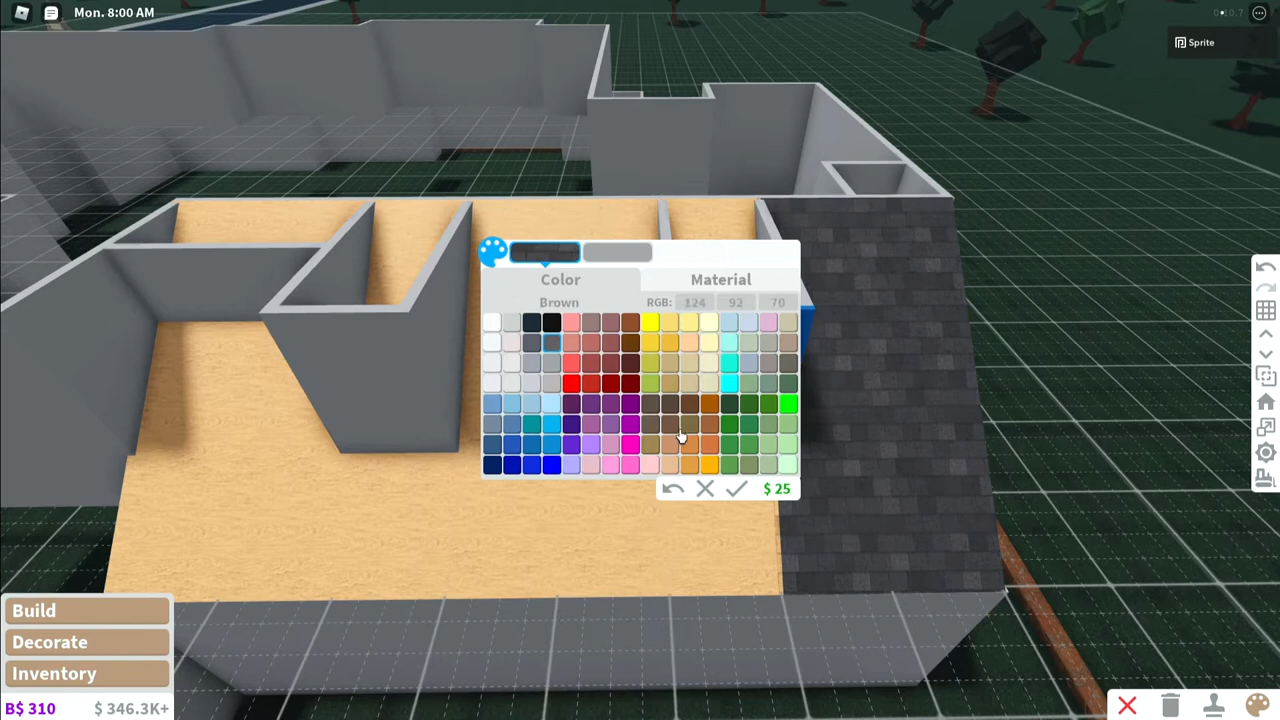 Mon. 8:00 AM
Sprite
Color
Material
Brown
RGB: 124 92 70
$ 25
Build
Decorate
Inventory
B$ 310
$ 346.3K+